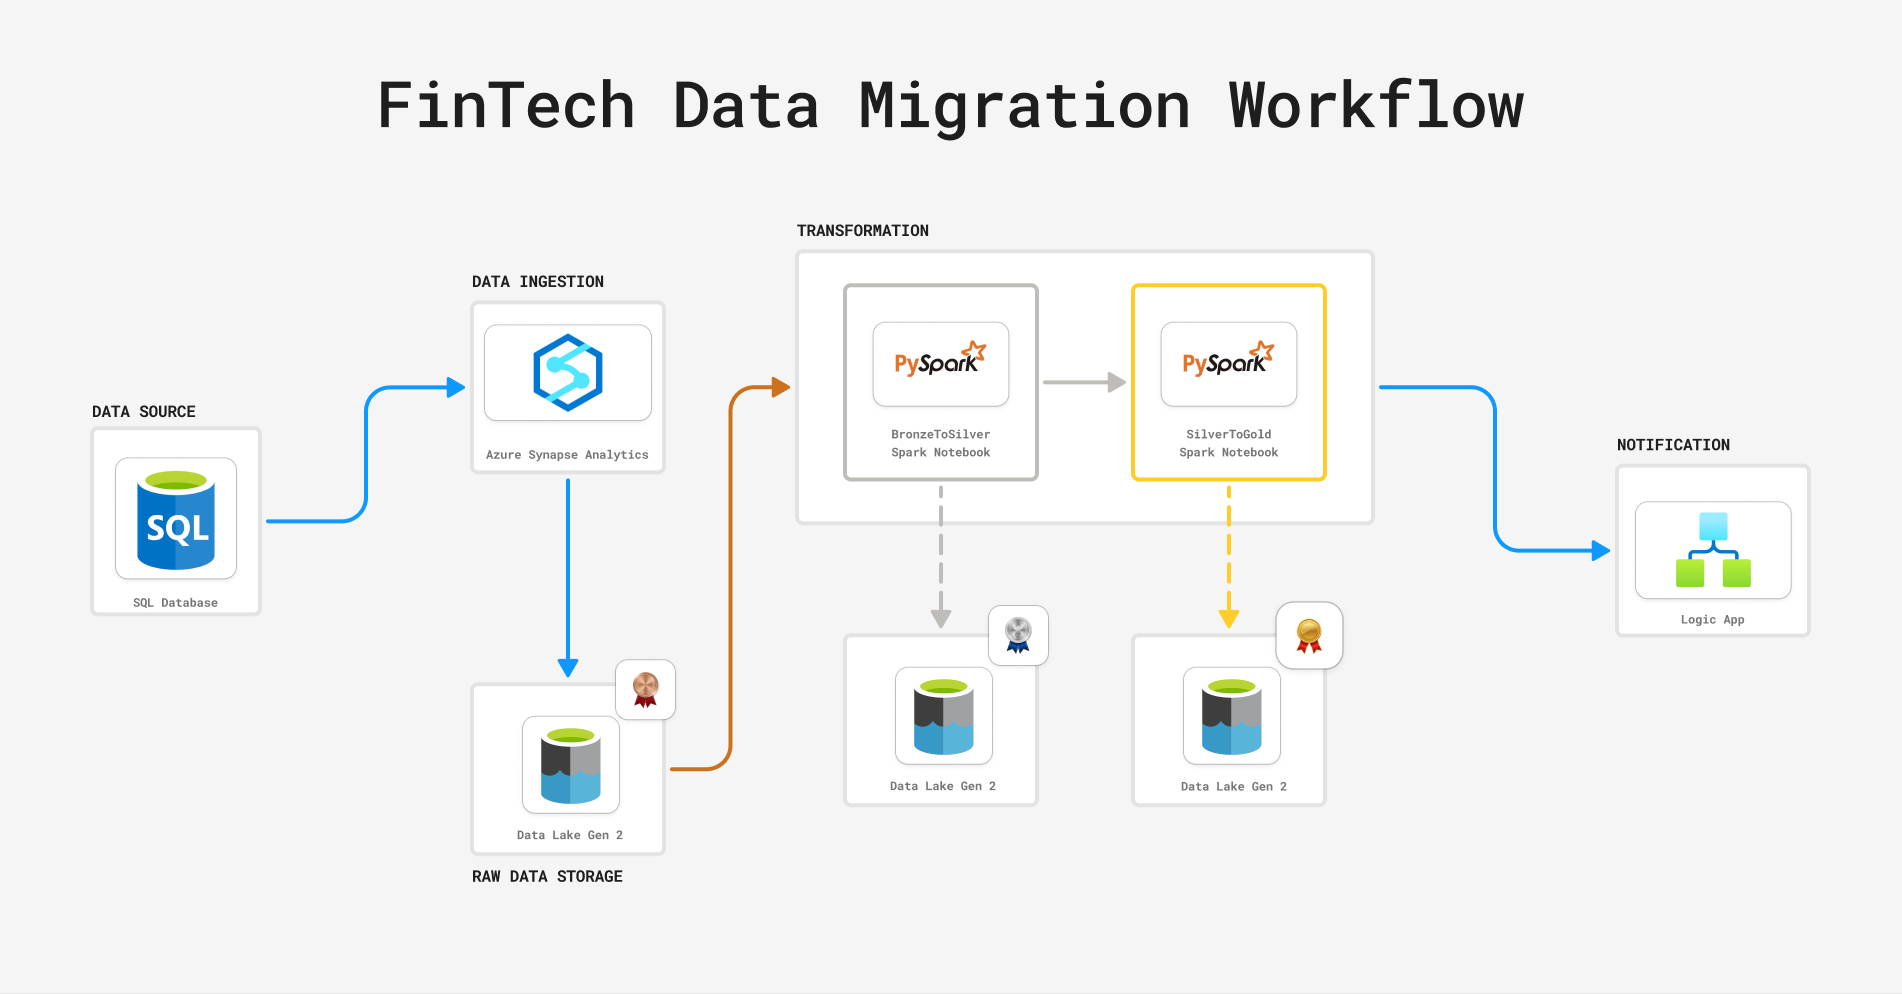 FinTech Data Migration Workflow
TRANSFORMATION
DATA INGESTION
PySpark
PySpark
DATA SOURCE
BronzeToSilver
Spark Notebook
SilverToGold
Spark Notebook
NOTIFICATION
Azure Synapse Analytics
SQL
SQL Database
Logic App
Data Lake Gen 2
Data Lake Gen 2
Data Lake Gen 2
RAW DATA STORAGE